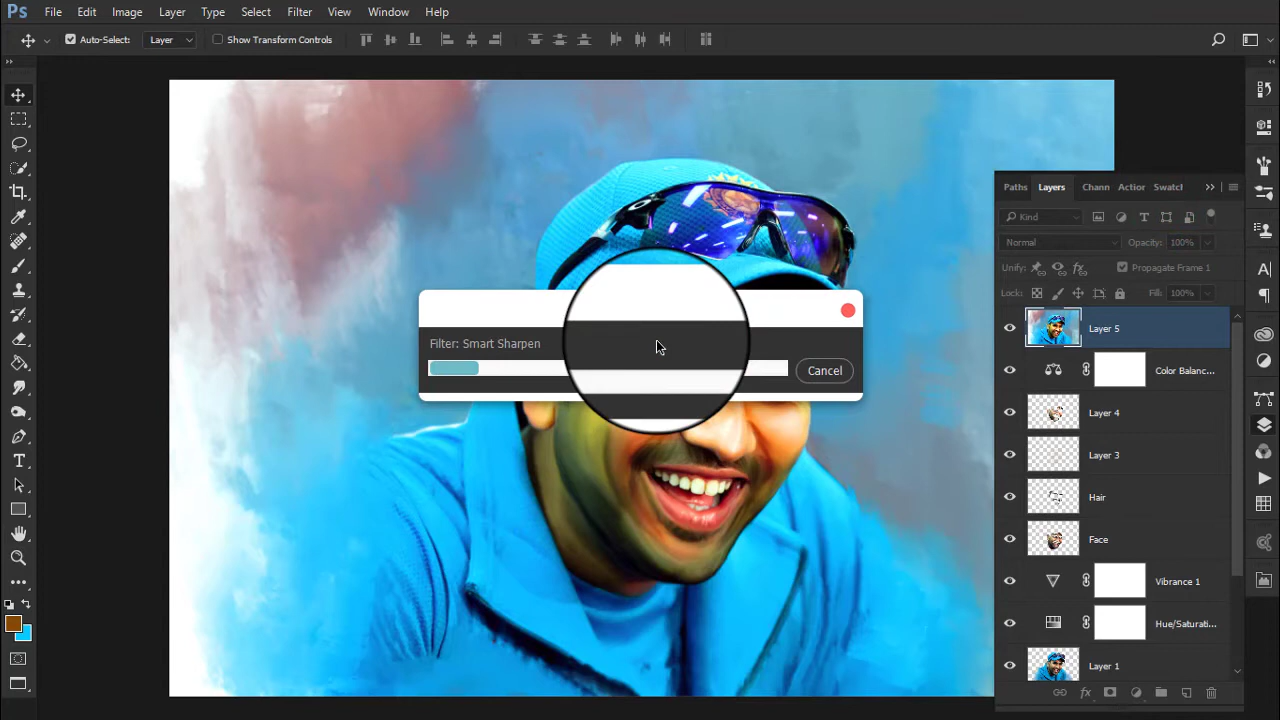 Ps File Edit Image Layer Type Select Filter View Window Help
Auto-Select: Layer Show Transform Controls
Paths Layers Chann Action Swatcl
Kind
Normal Opacity: 100%
Unify: Propagate Frame 1
Lock: Fill: 100%
Filter: Smart Sharpen
Cancel
Layer 5
Color Balanc...
Layer 4
Layer 3
Hair
Face
Vibrance 1
Hue/Saturati...
Layer 1